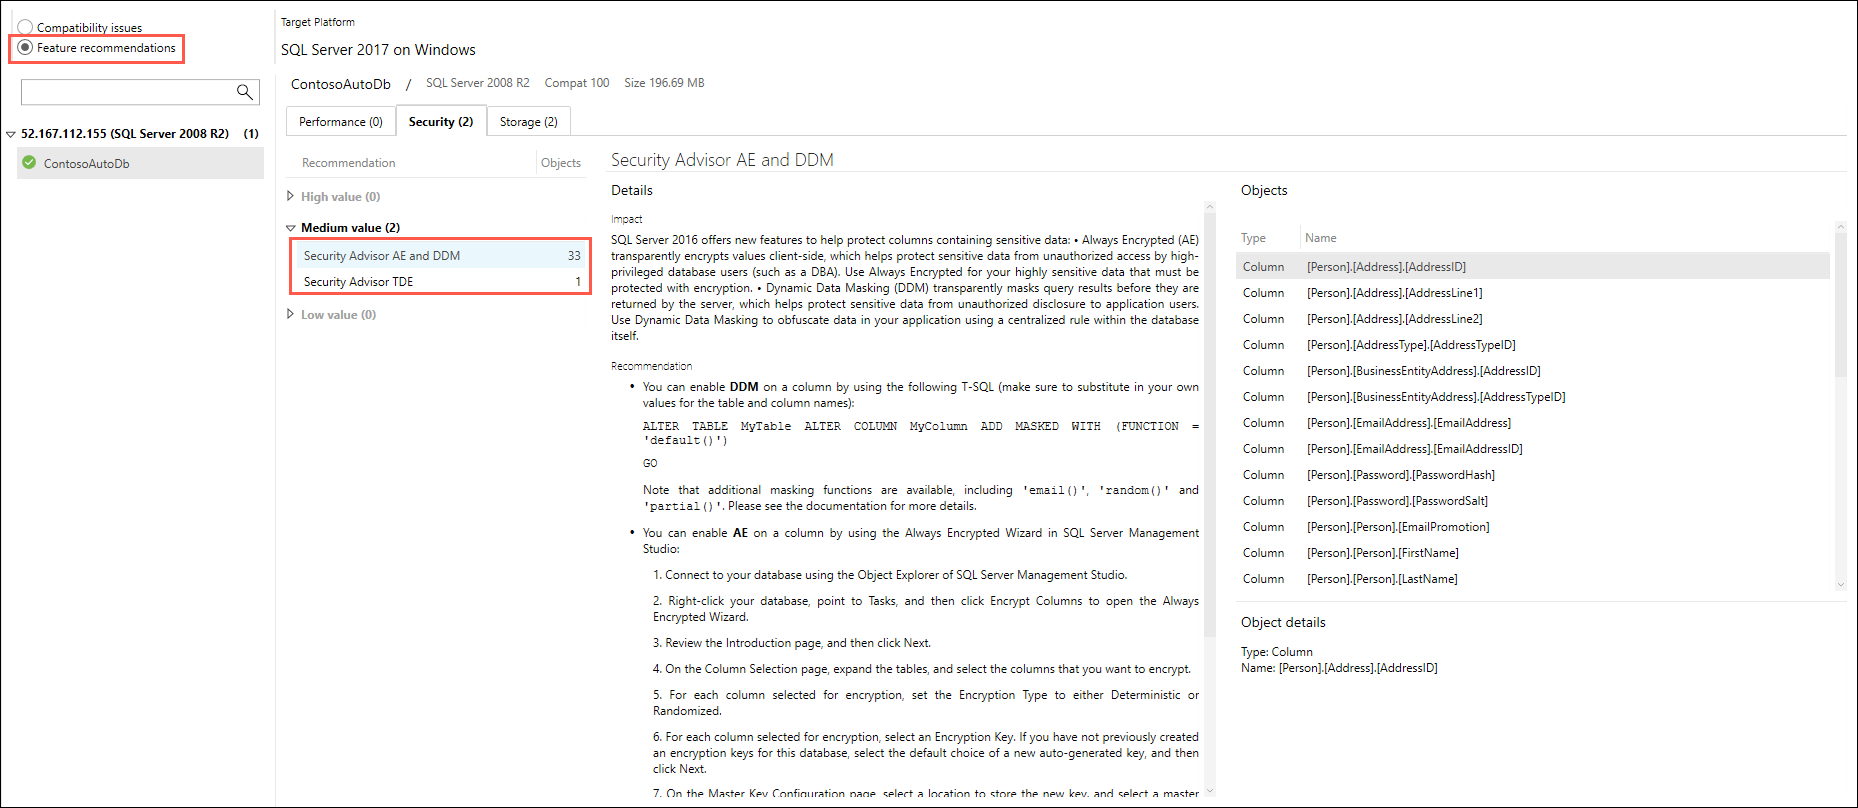 Compatibility issues
Feature recommendations
52.167.112.155 (SQL Server 2008 R2) (1)
ContosoAutoDb
Target Platform
SQL Server 2017 on Windows
ContosoAutoDb / SQL Server 2008 R2 Compat 100 Size 196.69 MB
Performance (0) Security (2) Storage (2)
Recommendation Objects
High value (0)
Medium value (2)
Security Advisor AE and DDM 33
Security Advisor TDE 1
Low value (0)
Security Advisor AE and DDM
Details
Impact
SQL Server 2016 offers new features to help protect columns containing sensitive data: • Always Encrypted (AE)
transparently encrypts values client-side, which helps protect sensitive data from unauthorized access by high-
privileged database users (such as a DBA). Use Always Encrypted for your highly sensitive data that must be
protected with encryption. • Dynamic Data Masking (DDM) transparently masks query results before they are
returned by the server, which helps protect sensitive data from unauthorized disclosure to application users.
Use Dynamic Data Masking to obfuscate data in your application using a centralized rule within the database
itself.
Recommendation
• You can enable DDM on a column by using the following T-SQL (make sure to substitute in your own
values for the table and column names):
ALTER TABLE MyTable ALTER COLUMN MyColumn ADD MASKED WITH (FUNCTION =
'default()')
GO
Note that additional masking functions are available, including 'email()', 'random()' and
'partial()'. Please see the documentation for more details.
• You can enable AE on a column by using the Always Encrypted Wizard in SQL Server Management
Studio:
1. Connect to your database using the Object Explorer of SQL Server Management Studio.
2. Right-click your database, point to Tasks, and then click Encrypt Columns to open the Always
Encrypted Wizard.
3. Review the Introduction page, and then click Next.
4. On the Column Selection page, expand the tables, and select the columns that you want to encrypt.
5. For each column selected for encryption, set the Encryption Type to either Deterministic or
Randomized.
6. For each column selected for encryption, select an Encryption Key. If you have not previously created
an encryption keys for this database, select the default choice of a new auto-generated key, and then
click Next.
7. On the Master Key Configuration page, select a location to store the new key, and select a master
Objects
Type Name
Column [Person].[Address].[AddressID]
Column [Person].[Address].[AddressLine1]
Column [Person].[Address].[AddressLine2]
Column [Person].[AddressType].[AddressTypeID]
Column [Person].[BusinessEntityAddress].[AddressID]
Column [Person].[BusinessEntityAddress].[AddressTypeID]
Column [Person].[EmailAddress].[EmailAddress]
Column [Person].[EmailAddress].[EmailAddressID]
Column [Person].[Password].[PasswordHash]
Column [Person].[Password].[PasswordSalt]
Column [Person].[Person].[EmailPromotion]
Column [Person].[Person].[FirstName]
Column [Person].[Person].[LastName]
Object details
Type: Column
Name: [Person].[Address].[AddressID]